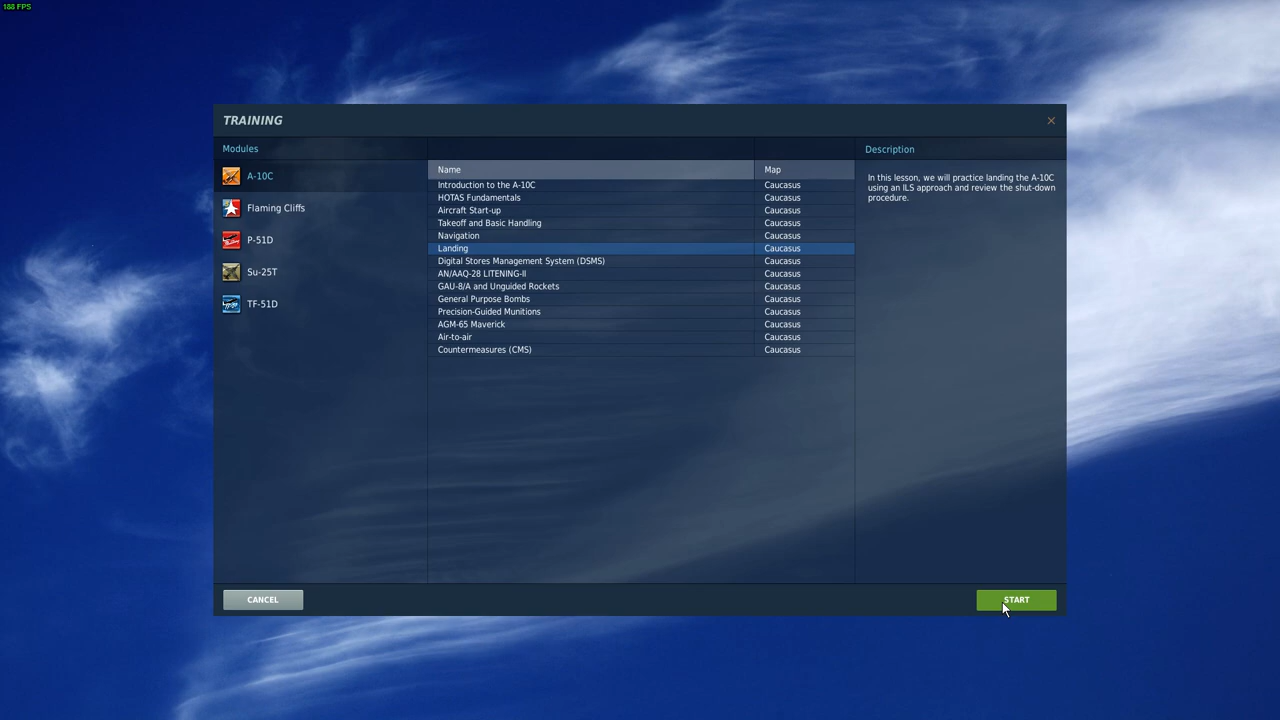 168 FPS
TRAINING
×
Modules
Description
A-10C
Flaming Cliffs
P-51D
Su-25T
TF-51D
Name Map
Introduction to the A-10C Caucasus
HOTAS Fundamentals Caucasus
Aircraft Start-up Caucasus
Takeoff and Basic Handling Caucasus
Navigation Caucasus
Landing Caucasus
Digital Stores Management System (DSMS) Caucasus
AN/AAQ-28 LITENING-II Caucasus
GAU-8/A and Unguided Rockets Caucasus
General Purpose Bombs Caucasus
Precision-Guided Munitions Caucasus
AGM-65 Maverick Caucasus
Air-to-air Caucasus
Countermeasures (CMS) Caucasus
In this lesson, we will practice landing the A-10C
using an ILS approach and review the shut-down
procedure.
CANCEL
START